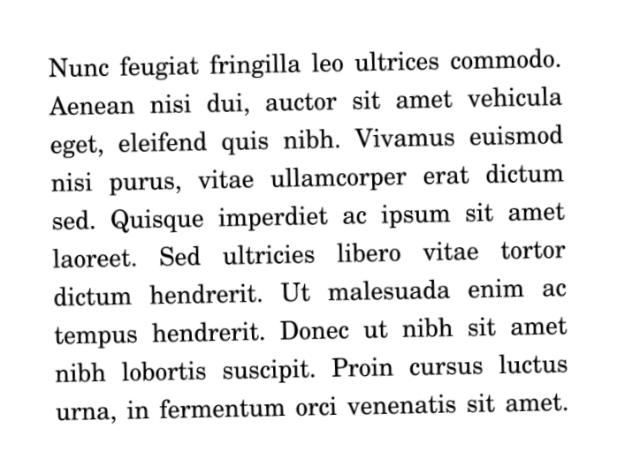 Nunc feugiat fringilla leo ultrices commodo.
Aenean nisi dui, auctor sit amet vehicula
eget, eleifend quis nibh. Vivamus euismod
nisi purus, vitae ullamcorper erat dictum
sed. Quisque imperdiet ac ipsum sit amet
laoreet. Sed ultricies libero vitae tortor
dictum hendrerit. Ut malesuada enim ac
tempus hendrerit. Donec ut nibh sit amet
nibh lobortis suscipit. Proin cursus luctus
urna, in fermentum orci venenatis sit amet.